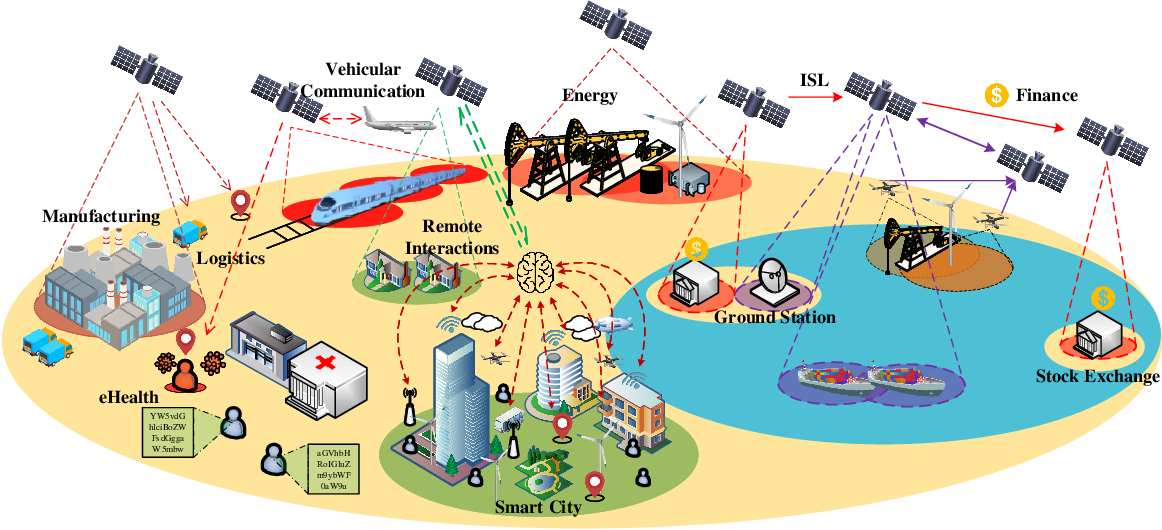 Vehicular
Communication
Energy
ISL
$ Finance
Manufacturing
Logistics
Remote
Interactions
$
Ground Station
$
Stock Exchange
eHealth
YW5vdG
hlciBoZW
FsdGgga
W5mbw
aGVhbH
RoIGluZ
m9ybWF
0aW9u
Smart City